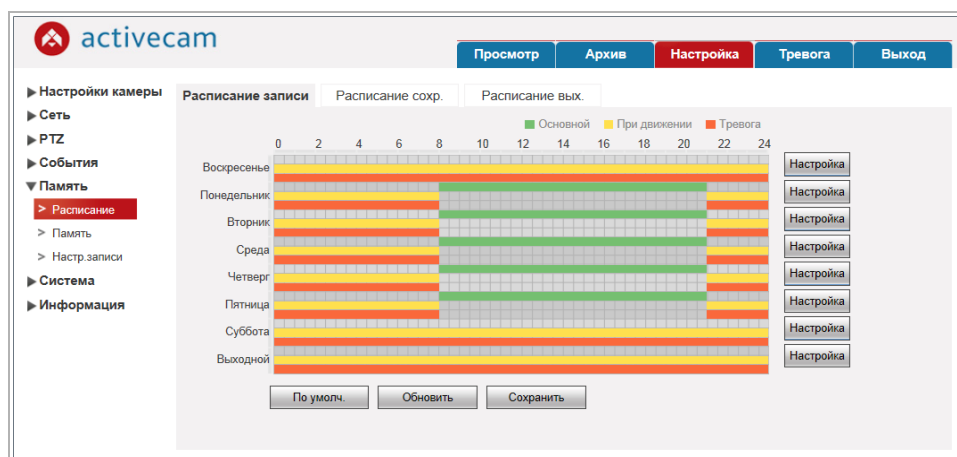 activecam
Просмотр Архив Настройка Тревога Выход
Настройки камеры
Сеть
PTZ
События
Память
> Расписание
> Память
> Настр.записи
Система
Информация
Расписание записи Расписание сохр. Расписание вых.
Основной При движении Тревога
0 2 4 6 8 10 12 14 16 18 20 22 24
Воскресенье Настройка
Понедельник Настройка
Вторник Настройка
Среда Настройка
Четверг Настройка
Пятница Настройка
Суббота Настройка
Выходной Настройка
По умолч. Обновить Сохранить